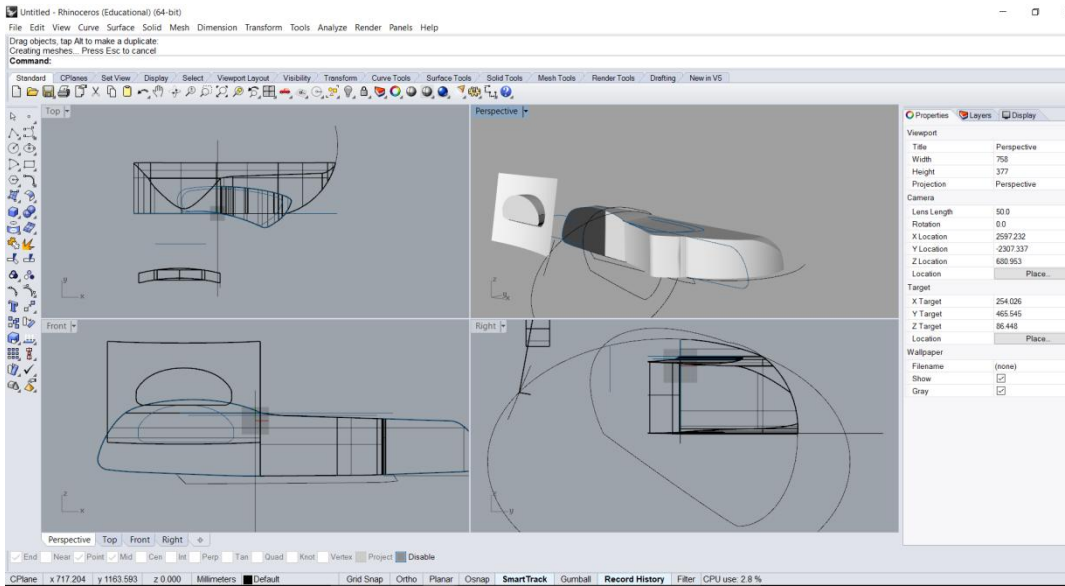 Untitled - Rhinoceros (Educational) (64-bit)
File Edit View Curve Surface Solid Mesh Dimension Transform Tools Analyze Render Panels Help
Drag objects, tap Alt to make a duplicate:
Creating meshes... Press Esc to cancel
Command:
Standard CPlanes Set View Display Select Viewport Layout Visibility Transform Curve Tools Surface Tools Solid Tools Mesh Tools Render Tools Drafting New in V5
Top
Perspective
Properties Layers Display
Viewport
Title Perspective
Width 758
Height 377
Projection Perspective
Camera
Lens Length 50.0
Rotation 0.0
X Location 2597.232
Y Location -2307.337
Z Location 680.953
Location Place...
Target
X Target 254.026
Y Target 465.545
Z Target 86.448
Location Place...
Wallpaper
Filename (none)
Show
Gray
y
x
z
y
x
Front
Right
z
x
z
y
Perspective Top Front Right
End Near Point Mid Cen Int Perp Tan Quad Knot Vertex Project Disable
CPlane x 717.204 y 1163.593 z 0.000 Millimeters Default Grid Snap Ortho Planar Osnap SmartTrack Gumball Record History Filter CPU use: 2.8 %